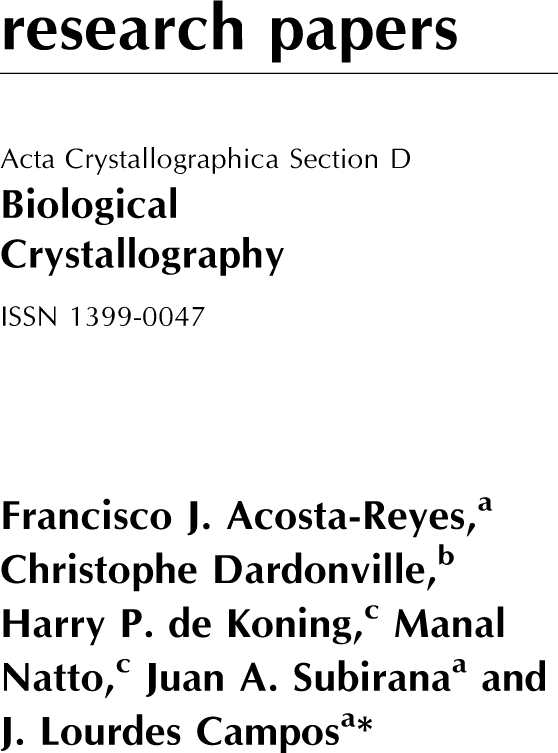 research papers
Acta Crystallographica Section D
Biological
Crystallography
ISSN 1399-0047
Francisco J. Acosta-Reyes,a
Christophe Dardonville,b
Harry P. de Koning,c Manal
Natto,c Juan A. Subiranaa and
J. Lourdes Camposa*